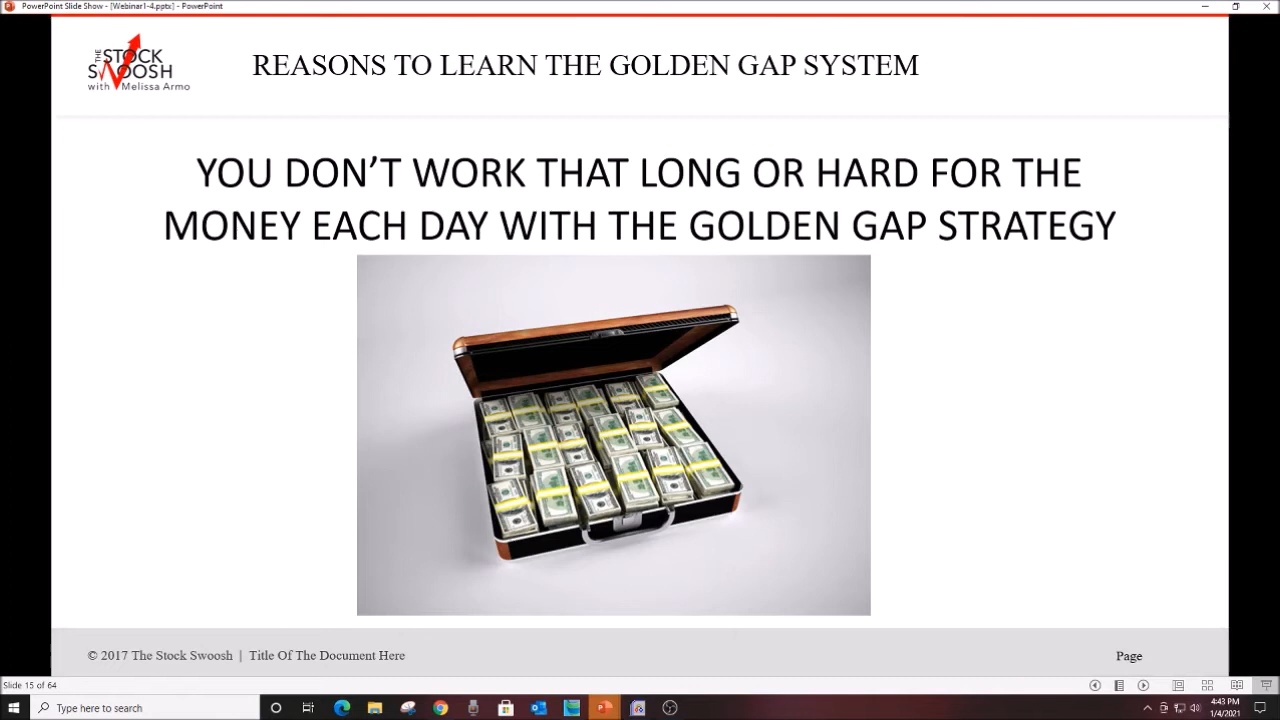 PowerPoint Slide Show - [Webinar1-4.pptx] - PowerPoint
THE
STOCK
SWOOSH
with Melissa Armo
REASONS TO LEARN THE GOLDEN GAP SYSTEM
YOU DON’T WORK THAT LONG OR HARD FOR THE
MONEY EACH DAY WITH THE GOLDEN GAP STRATEGY
© 2017 The Stock Swoosh | Title Of The Document Here
Page
Slide 15 of 64
Type here to search
4:43 PM
1/4/2021